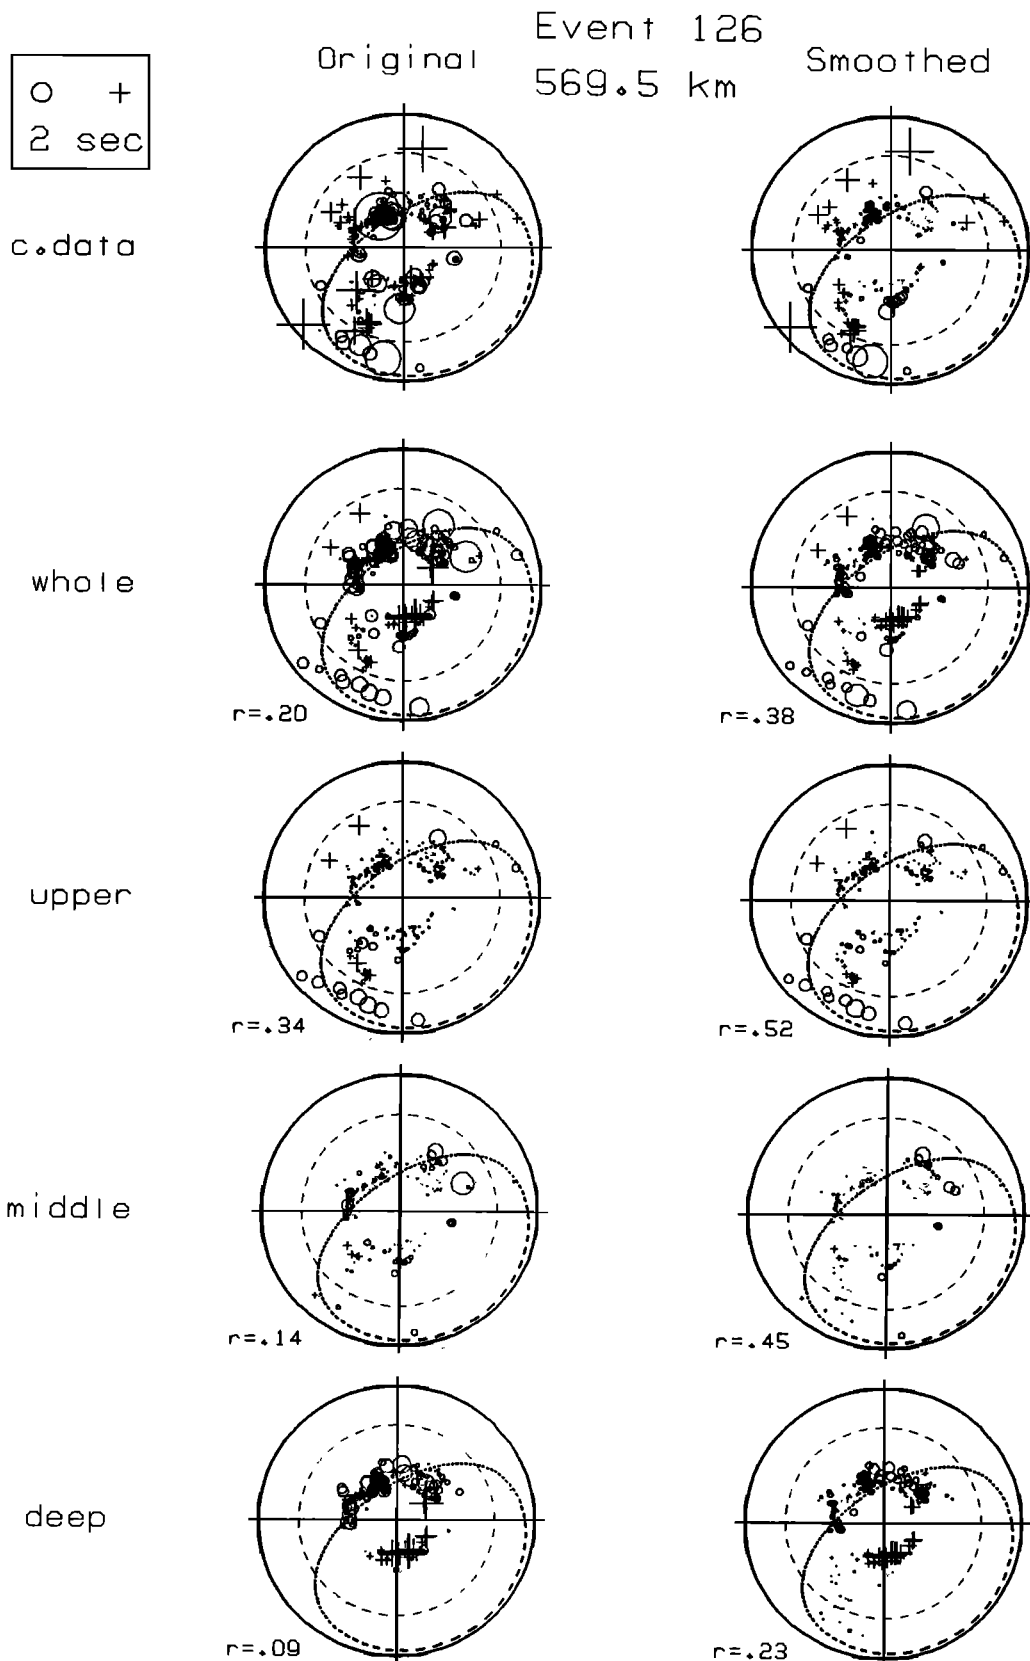 Event 126
569.5 km
Original
Smoothed
O +
2 sec
c.data
whole
r=.20
r=.38
upper
r=.34
r=.52
middle
r=.14
r=.45
deep
r=.09
r=.23